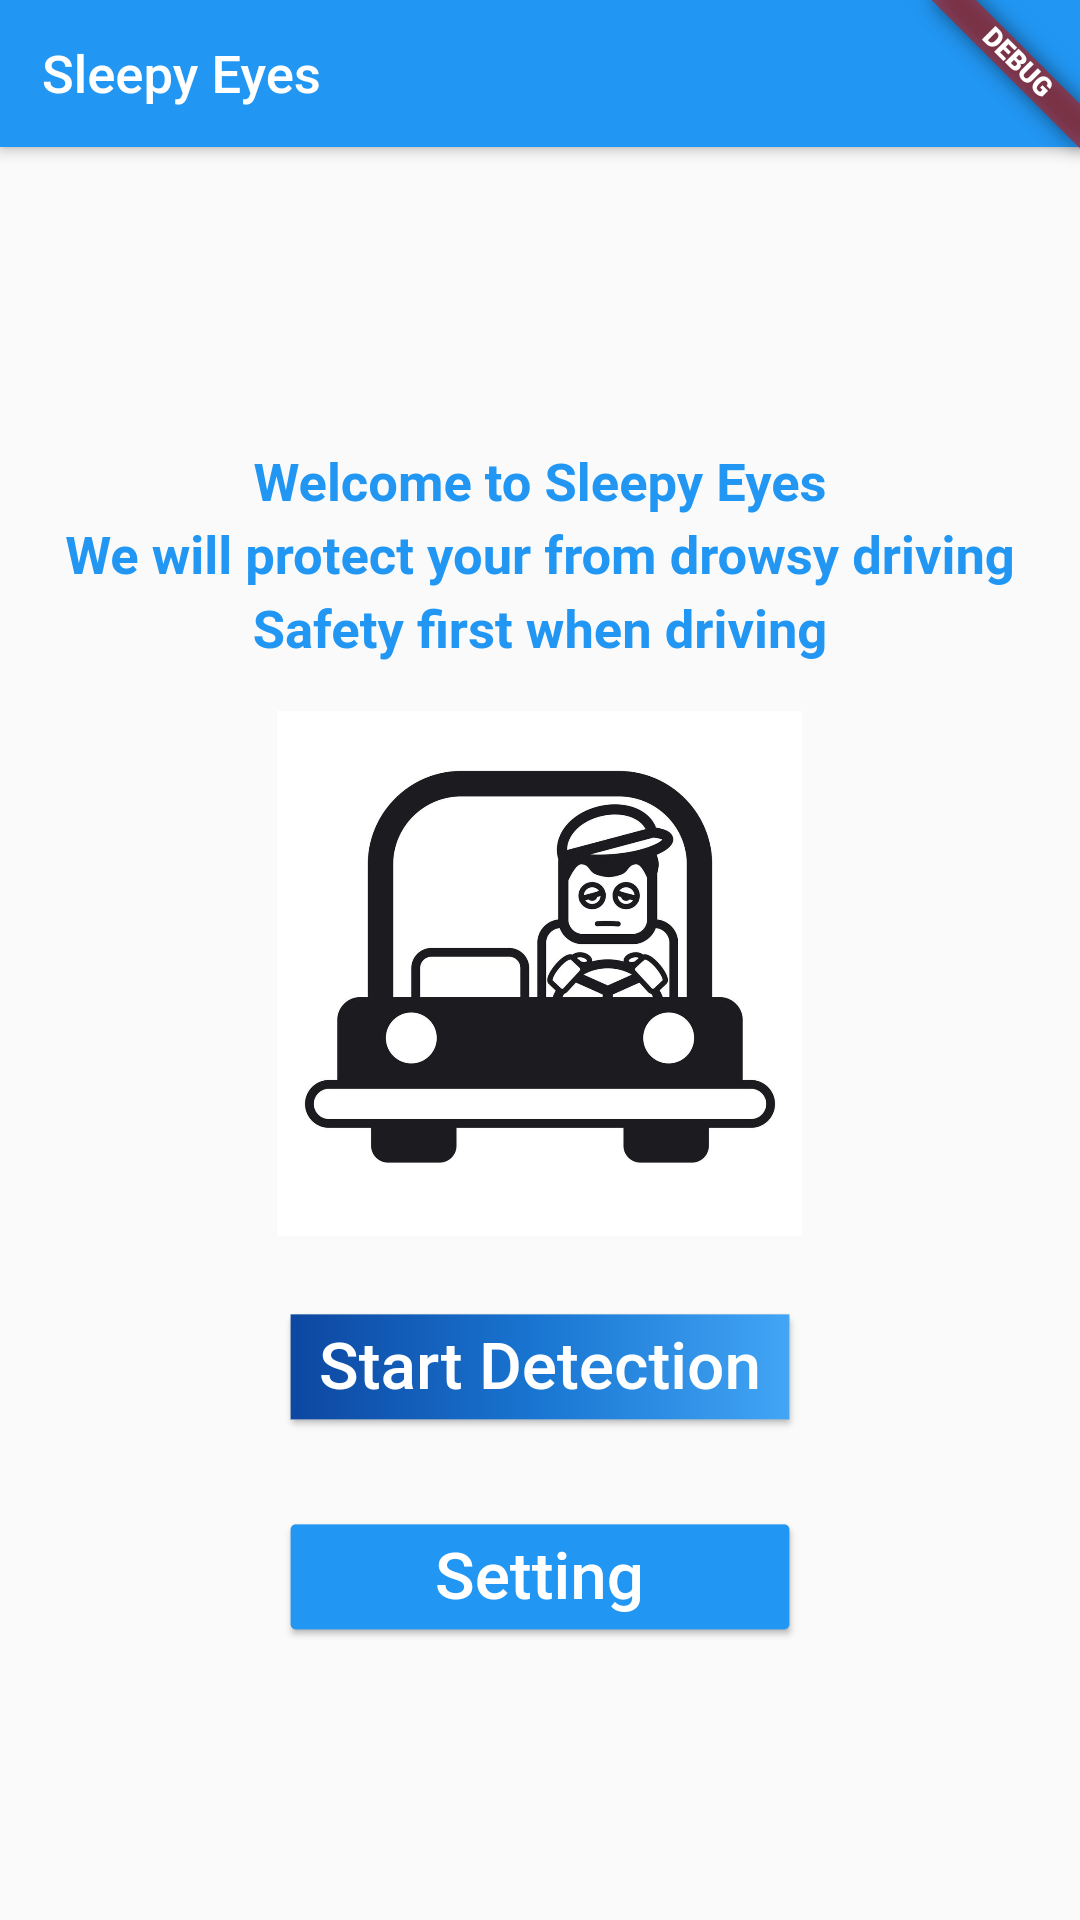 Sleepy Eyes
DEBUG
Welcome to Sleepy Eyes
We will protect your from drowsy driving
Safety first when driving
Start Detection
Setting